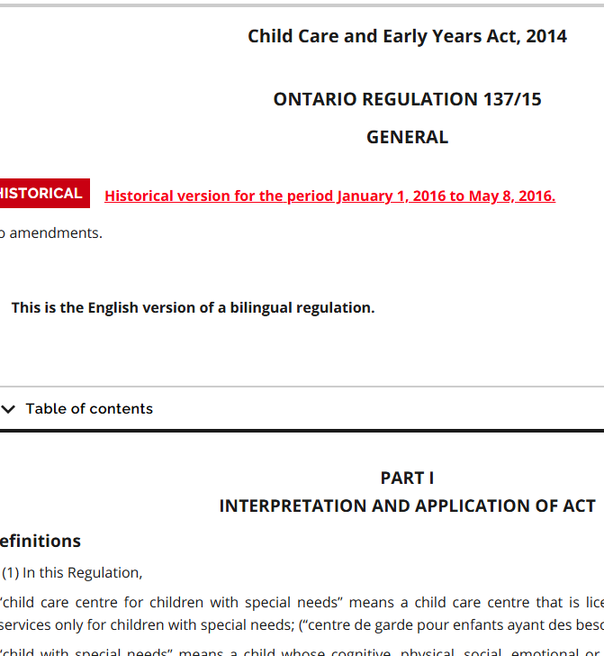 Child Care and Early Years Act, 2014
ONTARIO REGULATION 137/15
GENERAL
HISTORICAL Historical version for the period January 1, 2016 to May 8, 2016.
o amendments.
This is the English version of a bilingual regulation.
Table of contents
PART I
INTERPRETATION AND APPLICATION OF ACT
efinitions
(1) In this Regulation,
“child care centre for children with special needs” means a child care centre that is lice
services only for children with special needs; (“centre de garde pour enfants ayant des beso
“child with special needs” means a child whose cognitive, physical, social, emotional or